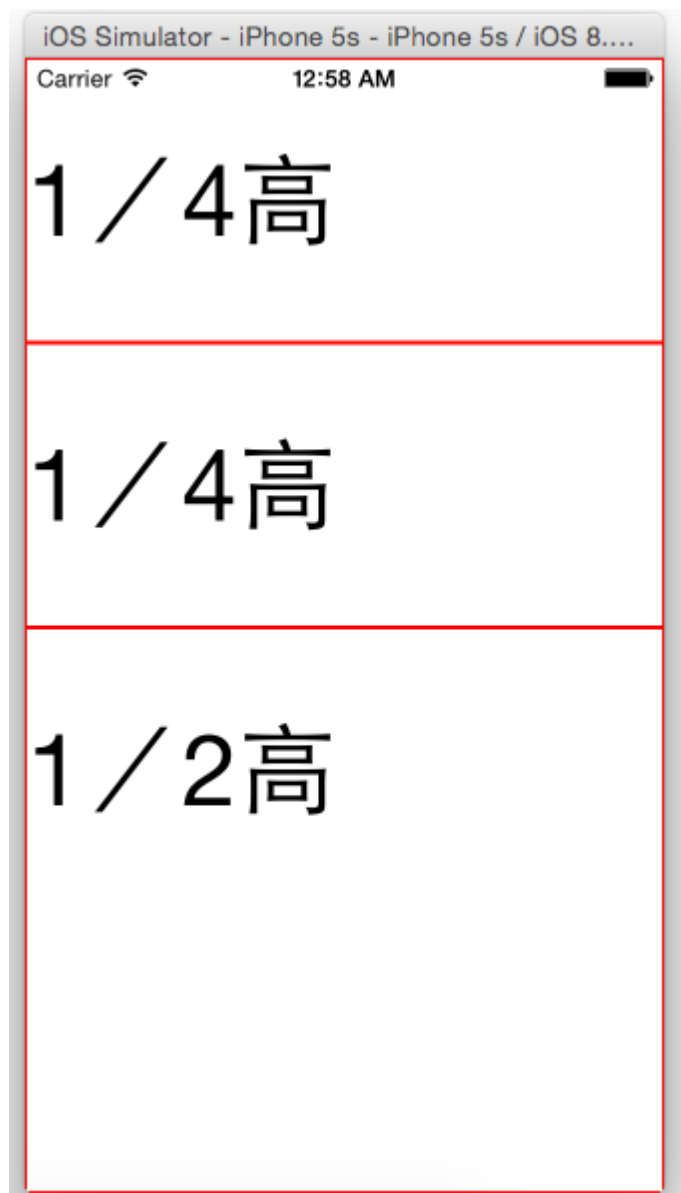 iOS Simulator - iPhone 5s - iPhone 5s / iOS 8....
Carrier 12:58 AM
1／4高
1／4高
1／2高